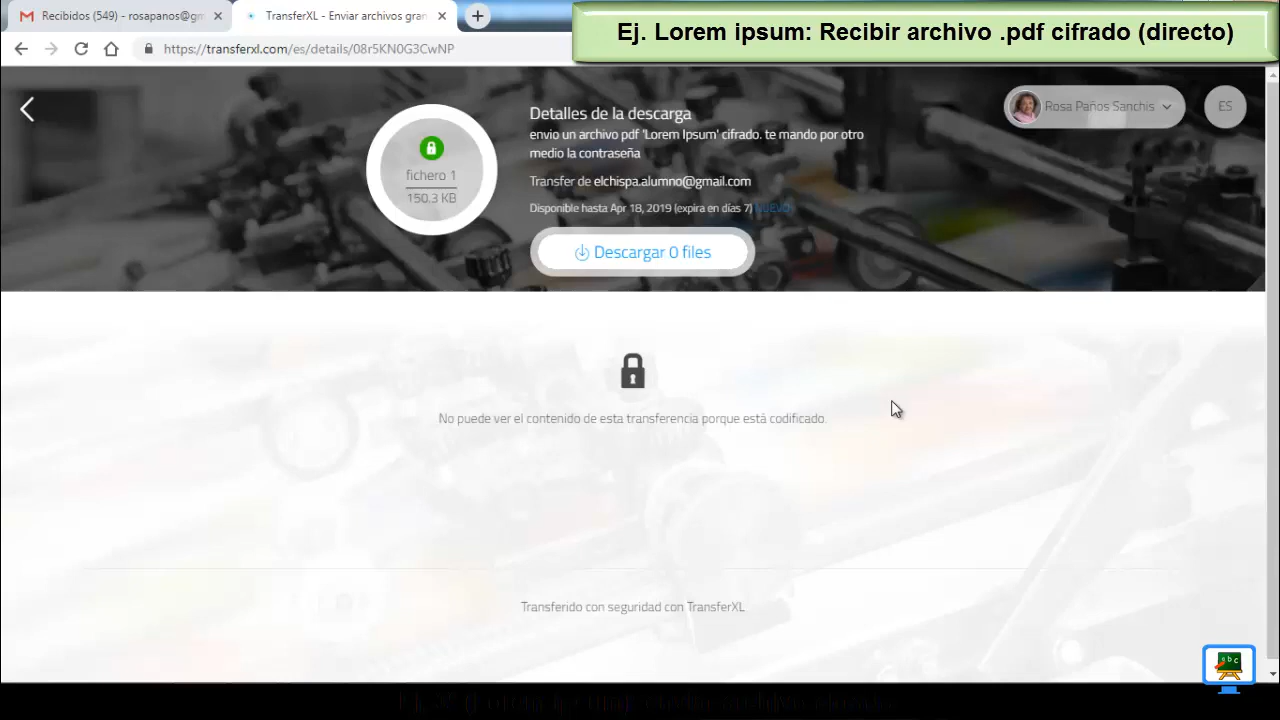 Recibidos (549) - rosapanos@gm
TransferXL - Enviar archivos gran
Ej. Lorem ipsum: Recibir archivo .pdf cifrado (directo)
https://transferxl.com/es/details/08r5KN0G3CwNP
Rosa Paños Sanchis
ES
fichero 1
150.3 KB
Detalles de la descarga
envio un archivo pdf 'Lorem Ipsum' cifrado. te mando por otro
medio la contraseña
Transfer de elchispa.alumno@gmail.com
Disponible hasta Apr 18, 2019 (expira en días 7) NUEVO!
Descargar 0 files
No puede ver el contenido de esta transferencia porque está codificado.
Transferido con seguridad con TransferXL
abc